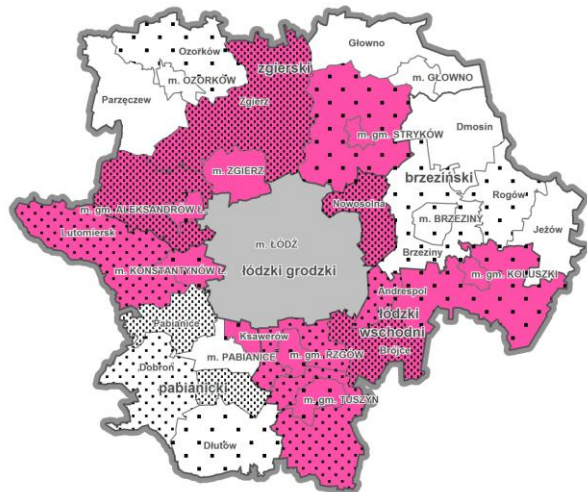 Głowno
Ozorków
m. OZORKÓW
zgierski
m. GŁOWNO
Parzęczew
Zgierz
Dmosin
m. gm. STRYKÓW
m. ZGIERZ
brzeziński
Rogów
m. gm. ALEKSANDRÓW Ł.
Nowosolna
m. BRZEZINY
Lutomiersk
Jeżów
m. ŁÓDŹ
Brzeziny
m. KONSTANTYNÓW Ł.
łódzki grodzki
m. gm. KOLUSZKI
Andrespol
łódzki
wschodni
Pabianice
Ksawerów
Brójce
m. PABIANICE
m. gm. RZGÓW
Dobroń
pabianicki
m. gm. TUSZYN
Dłutów